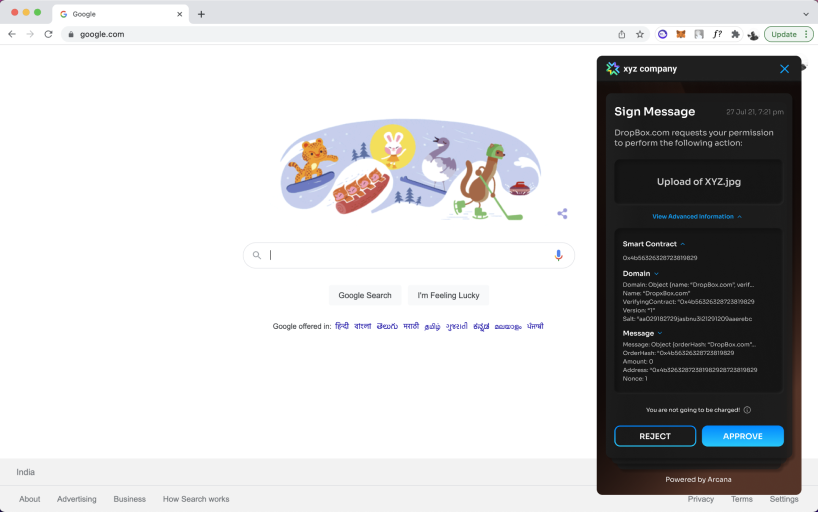 Google
google.com
f?
Update
Google Search
I'm Feeling Lucky
Google offered in: हिन्दी বাংলা తెలుగు मराठी தமிழ் ગુજરાતી ಕನ್ನಡ മലയാളം ਪੰਜਾਬੀ
India
About Advertising Business How Search works
Privacy Terms Settings
xyz company
Sign Message 27 Jul 21, 7:21 pm
DropBox.com requests your permission
to perform the following action:
Upload of XYZ.jpg
View Advanced Information
Smart Contract
0x4b56326328723819829
Domain
Domain: Object {name: "DropBox.com", verif...
Name: "DropxBox.com"
VerifyingContract: "0x4b56326328723819829
Version: "1"
Salt: "aa029182729jasbnu3i21291209aaerebc
Message
Message: Object {orderHash: "DropBox.com"...
OrderHash: "0x4b56326328723819829
Amount: 0
Address: "0x4b32632872381982928723819829
Nonce: 1
You are not going to be charged!
REJECT
APPROVE
Powered by Arcana